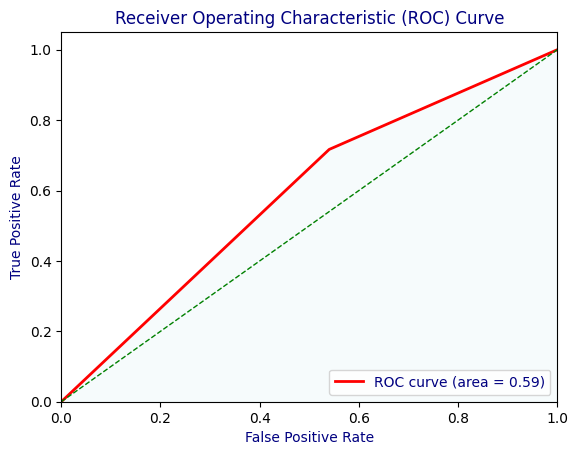 Receiver Operating Characteristic (ROC) Curve
1.0
0.8
0.6
0.4
0.2
0.0
True Positive Rate
ROC curve (area = 0.59)
0.0 0.2 0.4 0.6 0.8 1.0
False Positive Rate